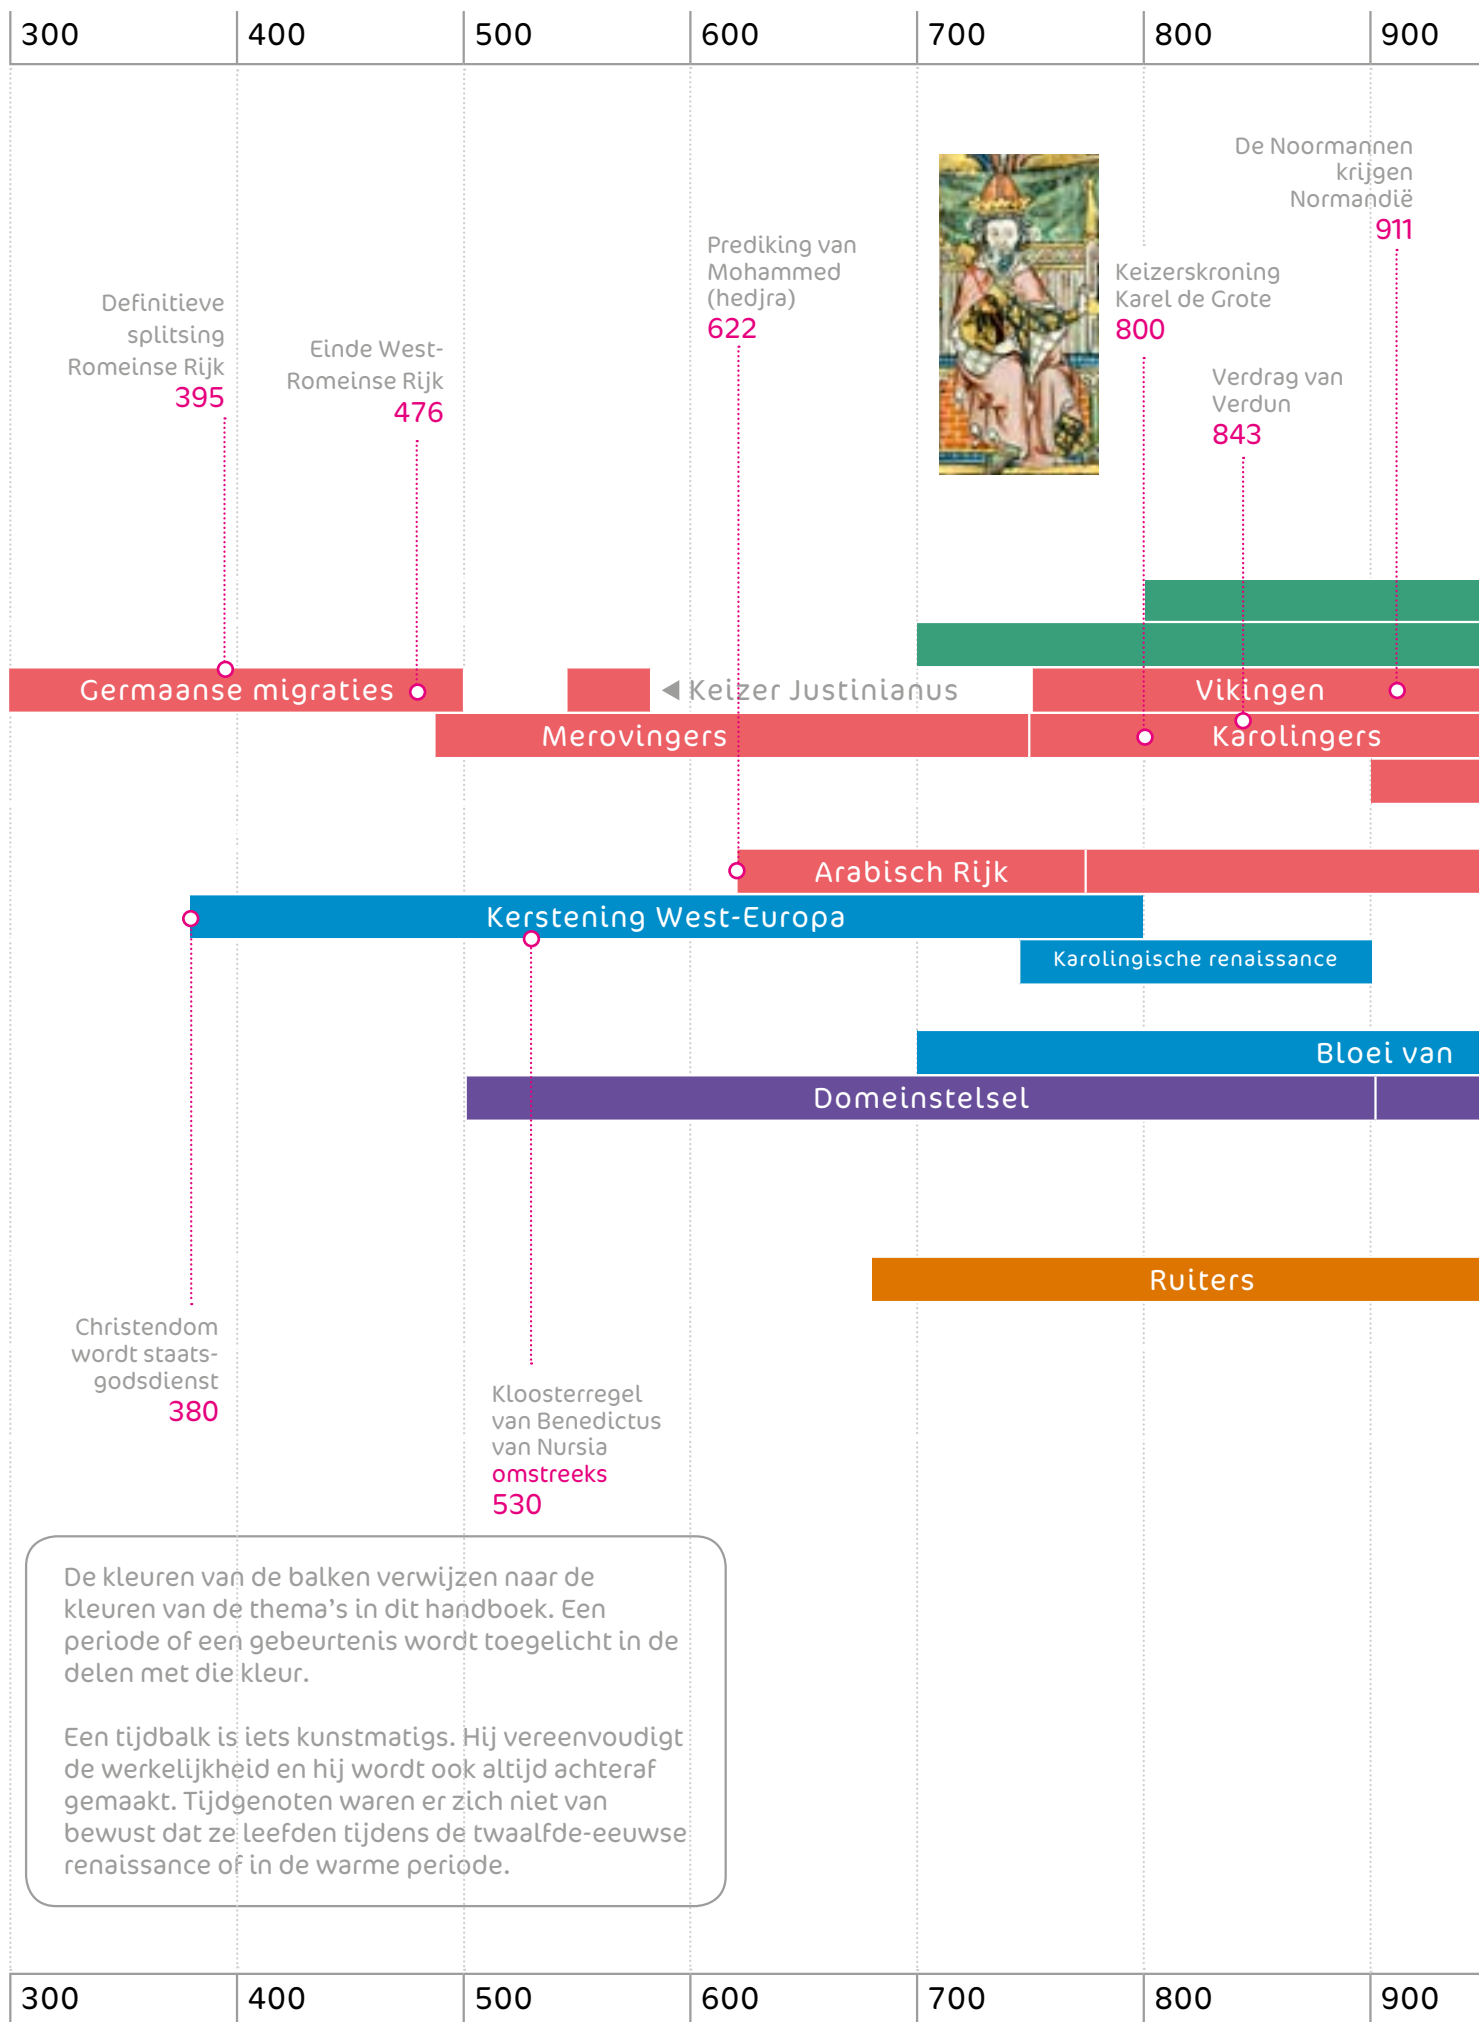 300 400 500 600 700 800 900
De Noormannen
krijgen
Normandië
911
Prediking van
Mohammed
(hedjra)
622
Keizerskroning
Karel de Grote
800
Definitieve
splitsing
Romeinse Rijk
395
Einde West-
Romeinse Rijk
476
Verdrag van
Verdun
843
Germaanse migraties
◀ Keizer Justinianus
Vikingen
Merovingers
Karolingers
Arabisch Rijk
Kerstening West-Europa
Karolingische renaissance
Bloei van
Domeinstelsel
Ruiters
Christendom
wordt staats-
godsdienst
380
Kloosterregel
van Benedictus
van Nursia
omstreeks
530
De kleuren van de balken verwijzen naar de
kleuren van de thema's in dit handboek. Een
periode of een gebeurtenis wordt toegelicht in de
delen met die kleur.
Een tijdbalk is iets kunstmatigs. Hij vereenvoudigt
de werkelijkheid en hij wordt ook altijd achteraf
gemaakt. Tijdgenoten waren er zich niet van
bewust dat ze leefden tijdens de twaalfde-eeuwse
renaissance of in de warme periode.
300 400 500 600 700 800 900